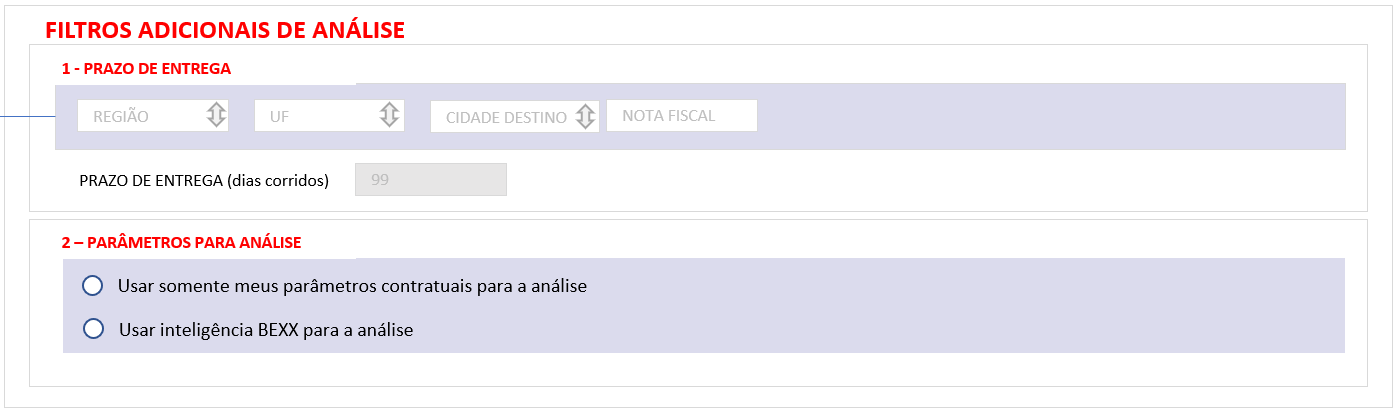 FILTROS ADICIONAIS DE ANÁLISE
1 - PRAZO DE ENTREGA
REGIÃO UF CIDADE DESTINO NOTA FISCAL
PRAZO DE ENTREGA (dias corridos) 99
2 – PARÂMETROS PARA ANÁLISE
Usar somente meus parâmetros contratuais para a análise
Usar inteligência BEXX para a análise